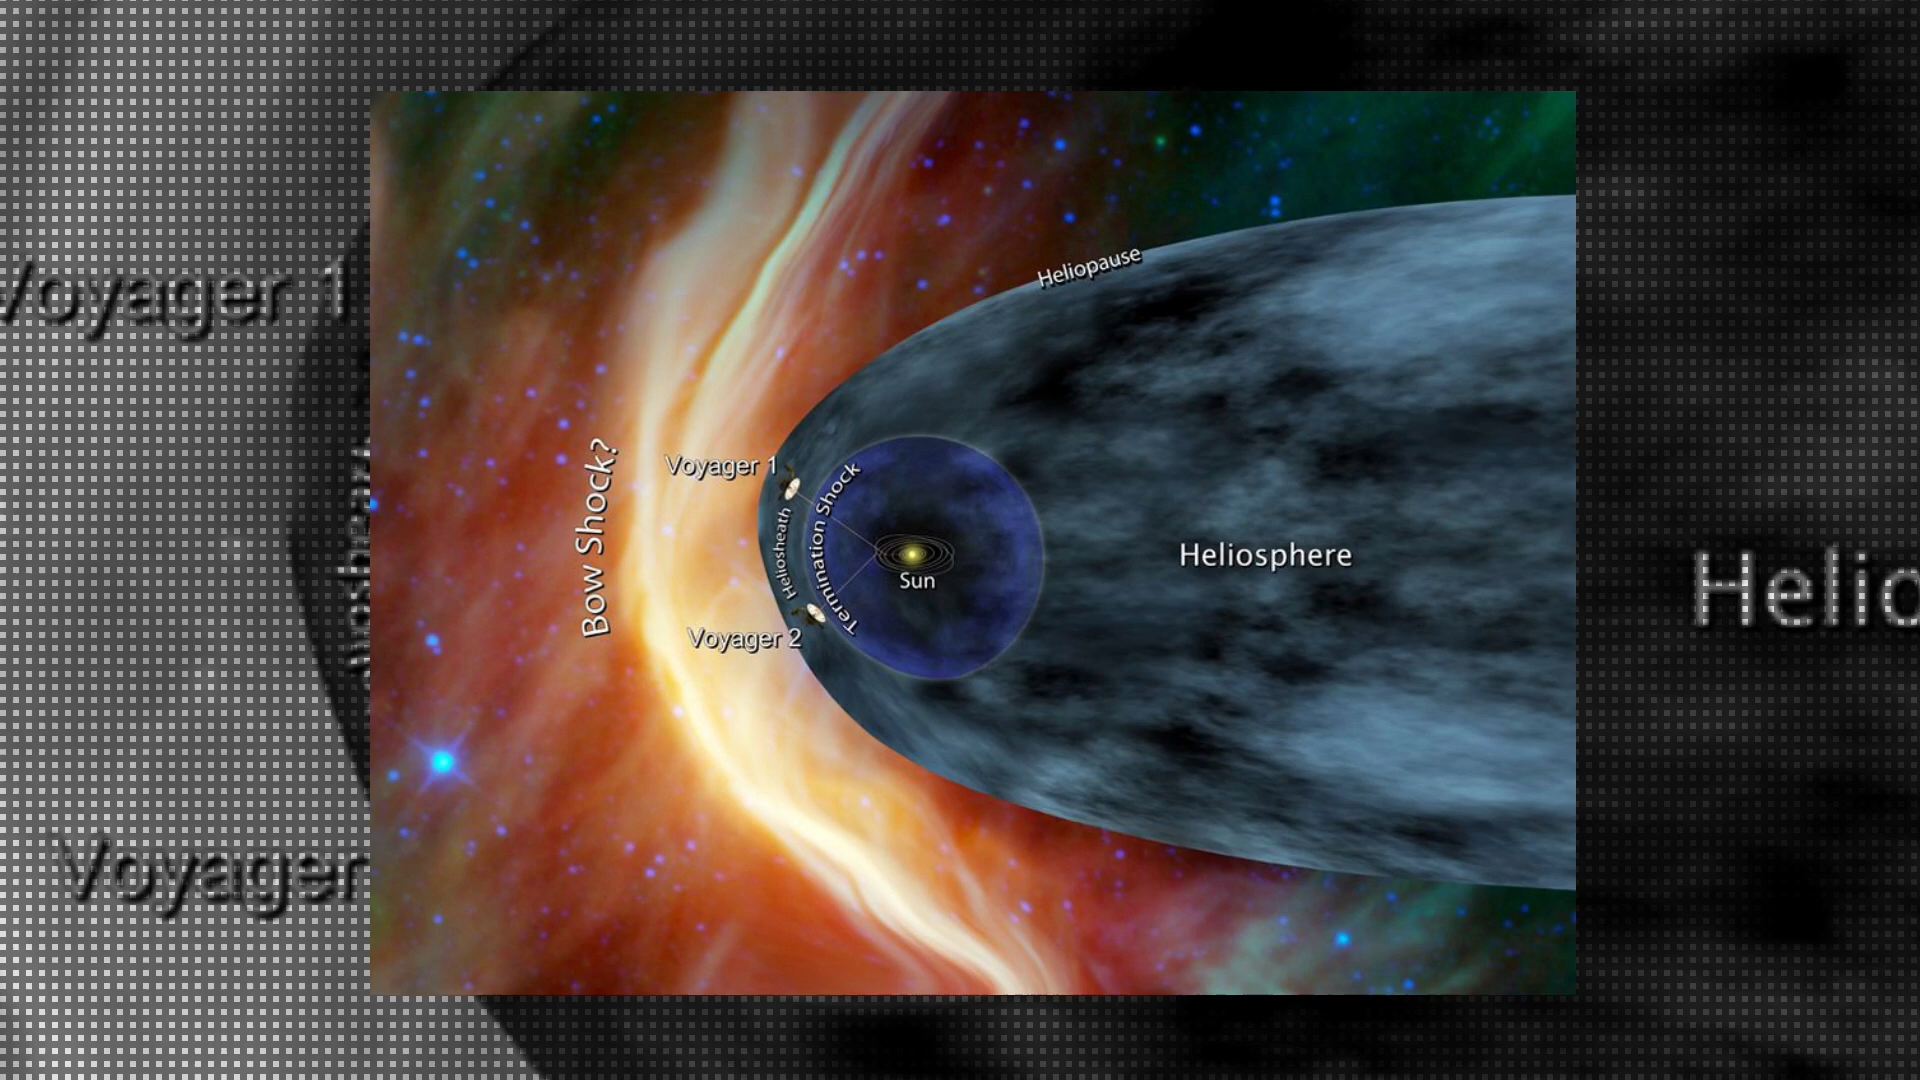 Voyager 1
Heliopause
Voyager 1
Bow Shock?
Heliosheath
Termination Shock
Sun
Heliosphere
Helio
Voyager 2
Voyager